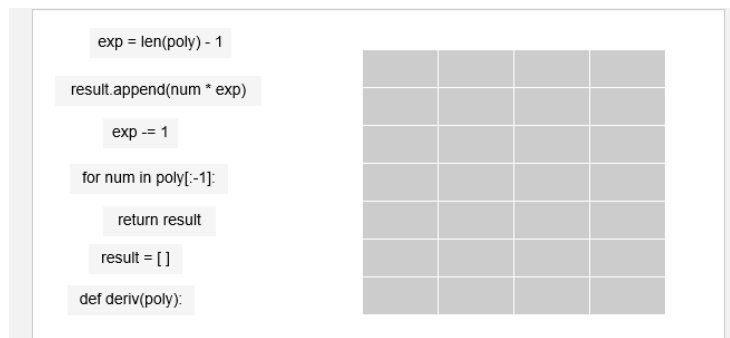 exp = len(poly) - 1
result.append(num * exp)
exp -= 1
for num in poly[:-1]:
return result
result = [ ]
def deriv(poly):